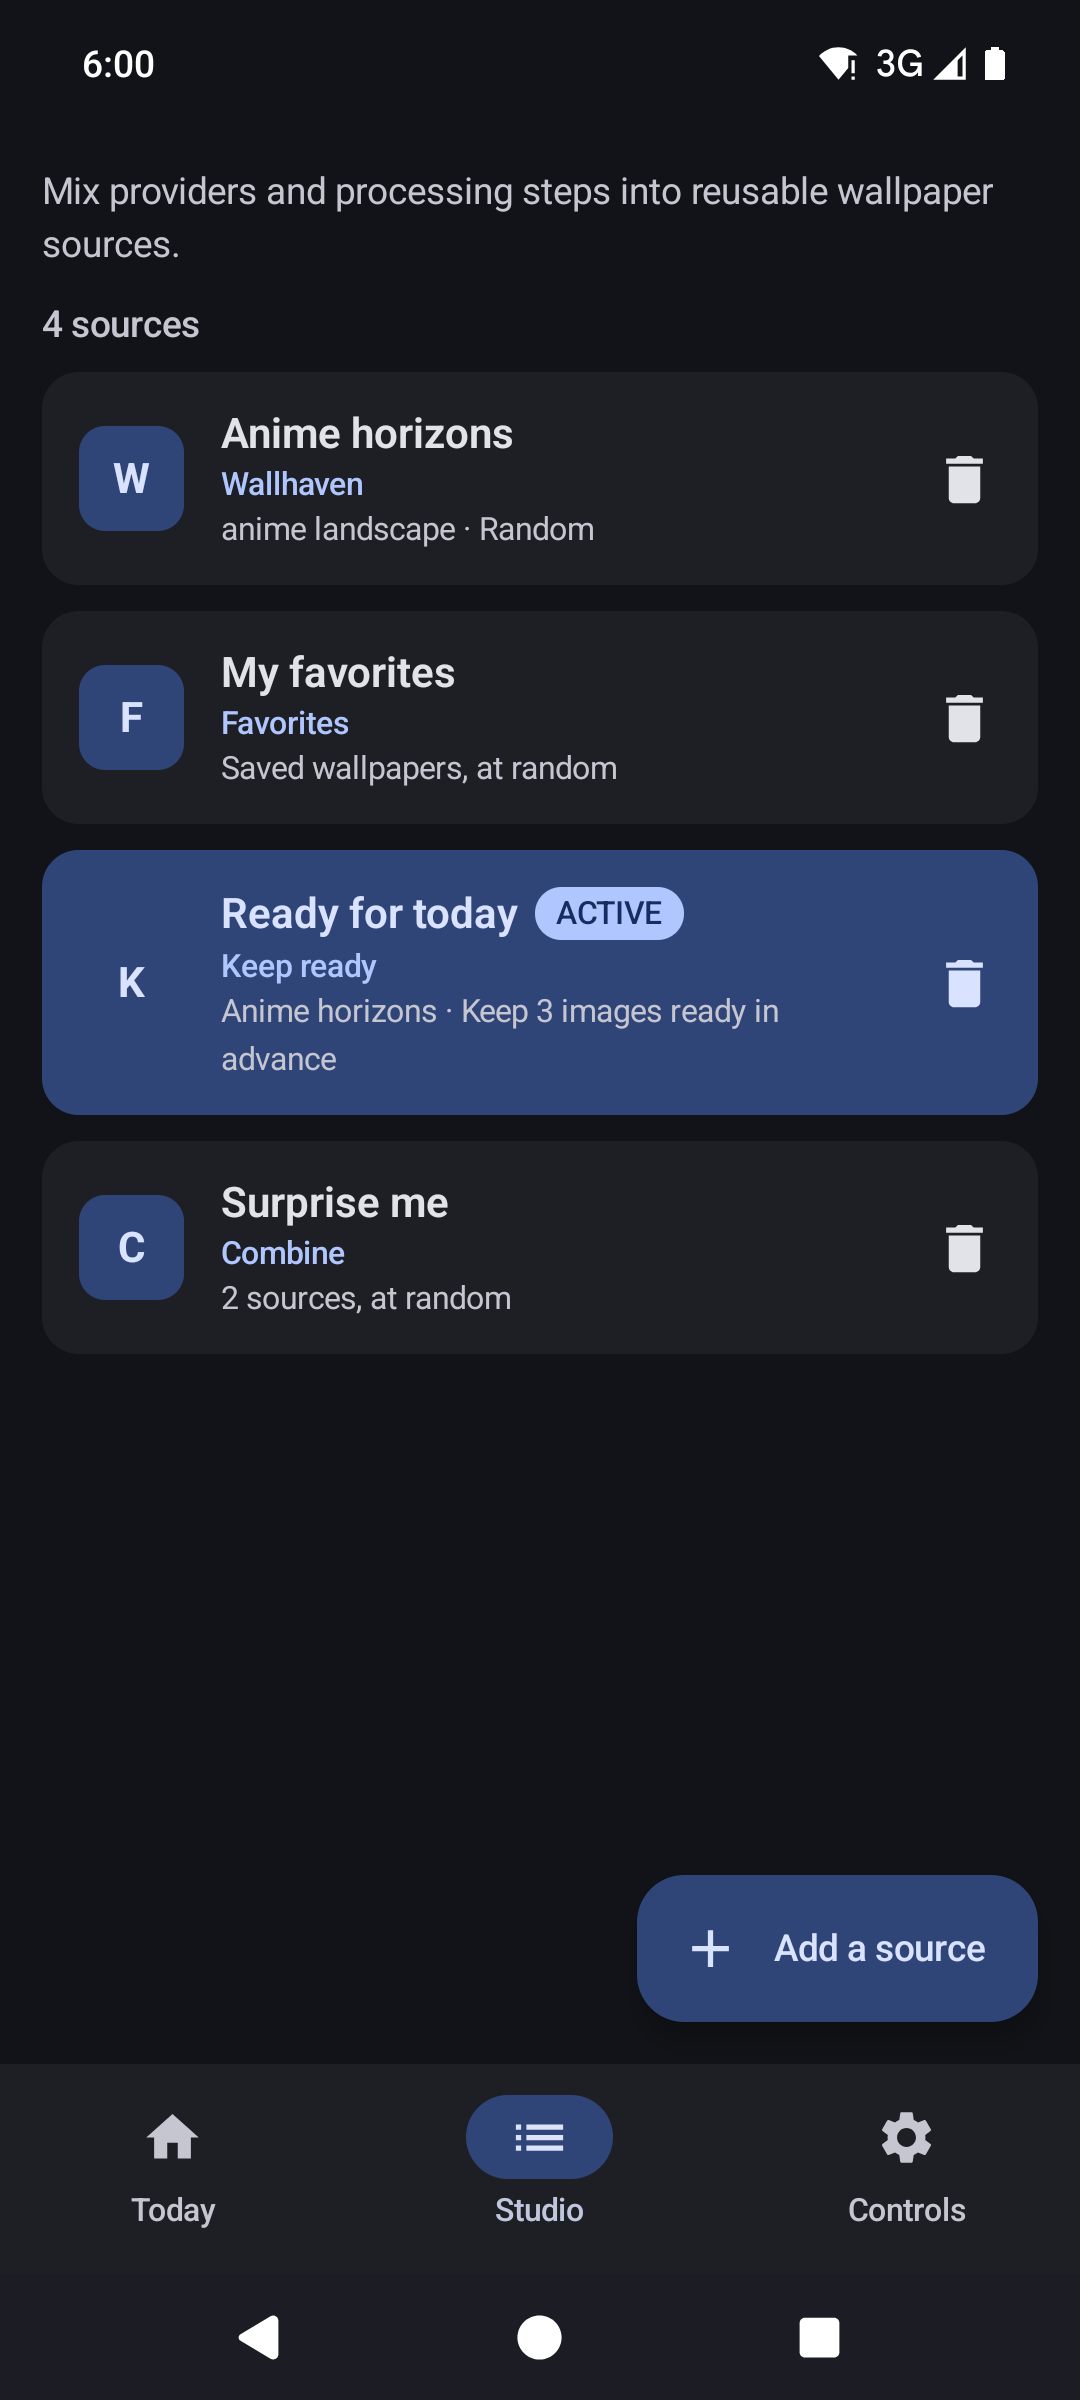 6:00
3G
Mix providers and processing steps into reusable wallpaper
sources.
4 sources
W
Anime horizons
Wallhaven
anime landscape · Random
F
My favorites
Favorites
Saved wallpapers, at random
K
Ready for today
ACTIVE
Keep ready
Anime horizons · Keep 3 images ready in
advance
C
Surprise me
Combine
2 sources, at random
Add a source
Today
Studio
Controls